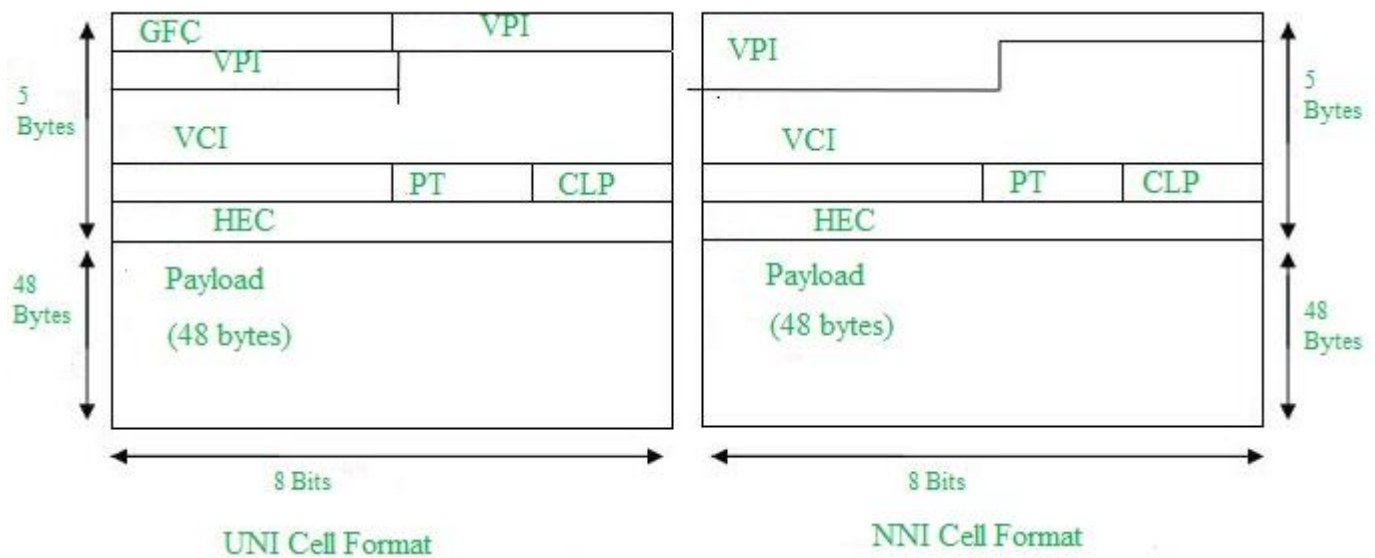 GFC
VPI
VPI
VCI
PT
CLP
HEC
Payload
(48 bytes)
5
Bytes
48
Bytes
8 Bits
UNI Cell Format
VPI
VCI
PT
CLP
HEC
Payload
(48 bytes)
5
Bytes
48
Bytes
8 Bits
NNI Cell Format